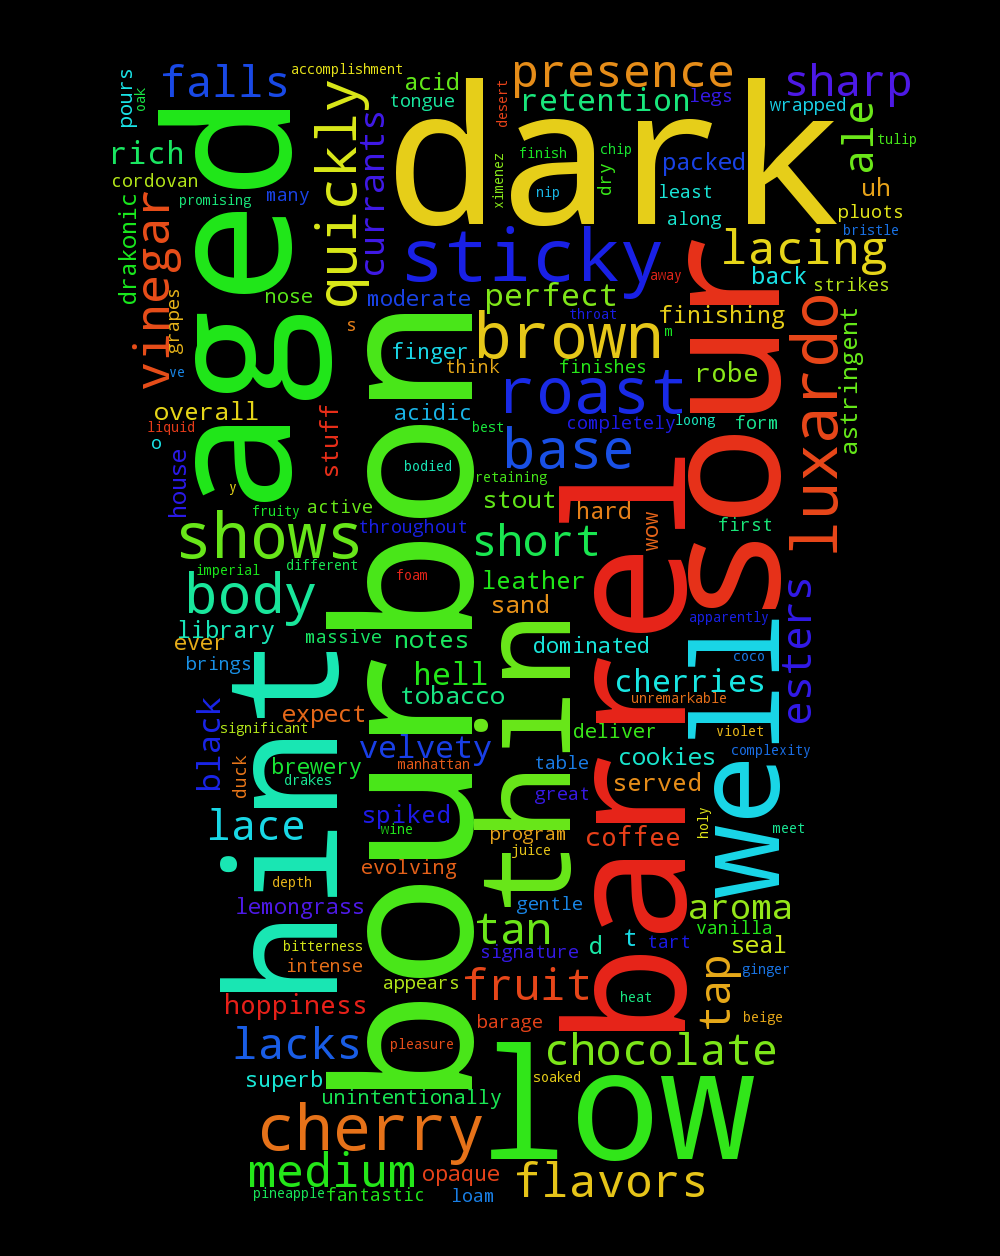 accomplishment
falls
acid
presence
sharp
pours
oak
tongue
retention
legs
wrapped
desert
dark
aged
quickly
currants
ale
tulip
rich
cordovan
promising
many
ximenez
finish
nip
dry
chip
packed
least
along
uh
pluots
bristle
drakonic
vinegar
grapes
sticky
lacing
away
back
strikes
nose
moderate
perfect
throat
finishing
m
s
brown
finger
think
finishes
robe
luxardo
astringent
ve
roast
overall
liquid
o
acidic
best
completely
loong
form
stuff
house
base
bodied
retaining
y
fruity
active
stout
hard
wow
first
shows
throughout
short
imperial
different
foam
leather
body
sand
apparently
library
ever
massive
notes
dominated
coco
esters
brings
hell
tobacco
cherries
unremarkable
expect
significant
black
velvety
deliver
violet
complexity
brewery
drakes
duck
manhattan
table
cookies
served
great
hint
bourbon
thin
barrel
sour
well
lace
spiked
wine
program
juice
coffee
holy
meet
evolving
depth
lemongrass
gentle
aroma
vanilla
bitterness
tan
signature
d
t
tart
seal
intense
appears
fruit
heat
tap
ginger
hoppiness
barage
beige
lacks
pleasure
chocolate
superb
soaked
unintentionally
low
cherry
medium
opaque
flavors
pineapple
fantastic
loam